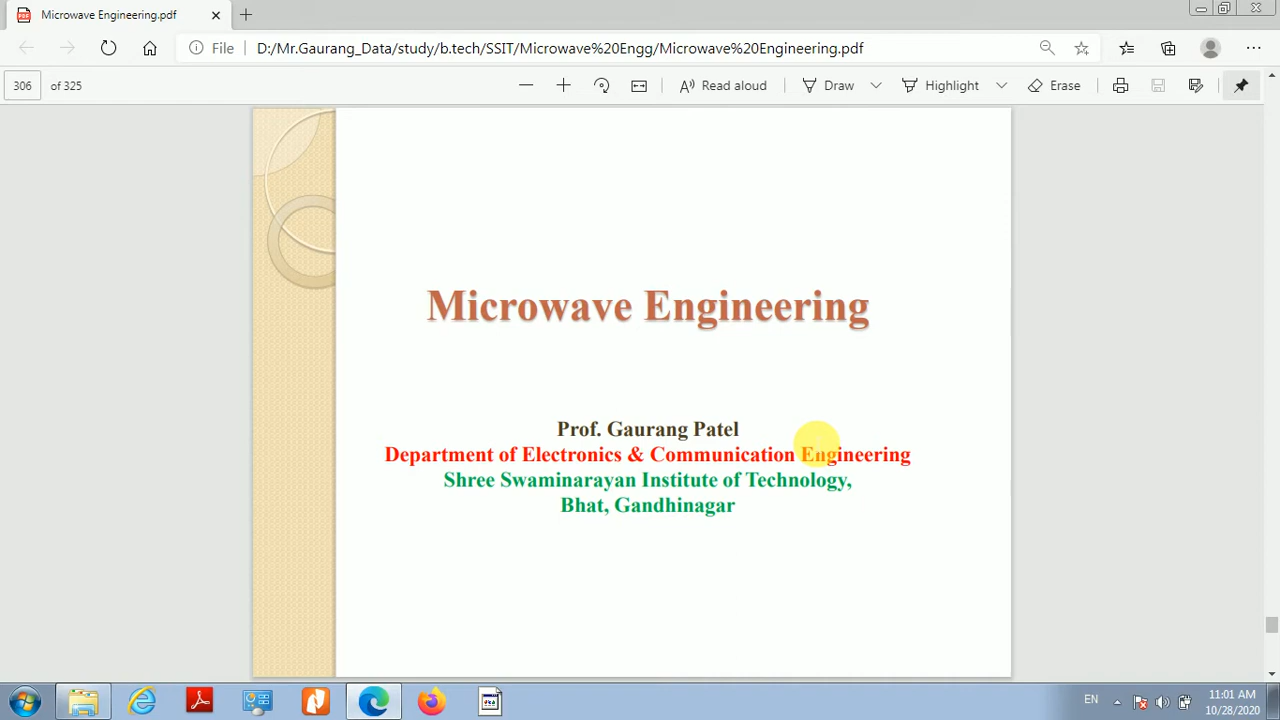 Microwave Engineering.pdf
File
D:/Mr.Gaurang_Data/study/b.tech/SSIT/Microwave%20Engg/Microwave%20Engineering.pdf
306 of 325
Read aloud
Draw
Highlight
Erase
Microwave Engineering
Prof. Gaurang Patel
Department of Electronics & Communication Engineering
Shree Swaminarayan Institute of Technology,
Bhat, Gandhinagar
EN
11:01 AM
10/28/2020